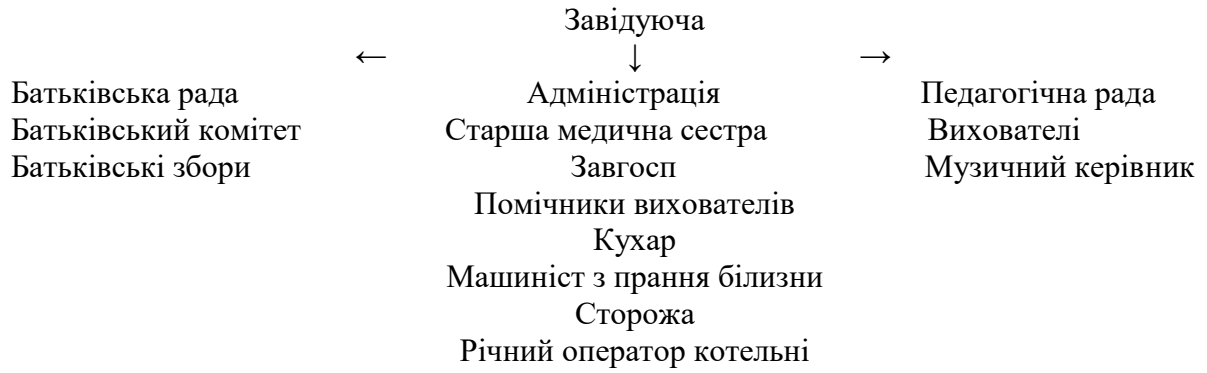 Завідуюча
← ↓ →
Батьківська рада Адміністрація Педагогічна рада
Батьківський комітет Старша медична сестра Вихователі
Батьківські збори Завгосп Музичний керівник
Помічники вихователів
Кухар
Машиніст з прання білизни
Сторожа
Річний оператор котельні